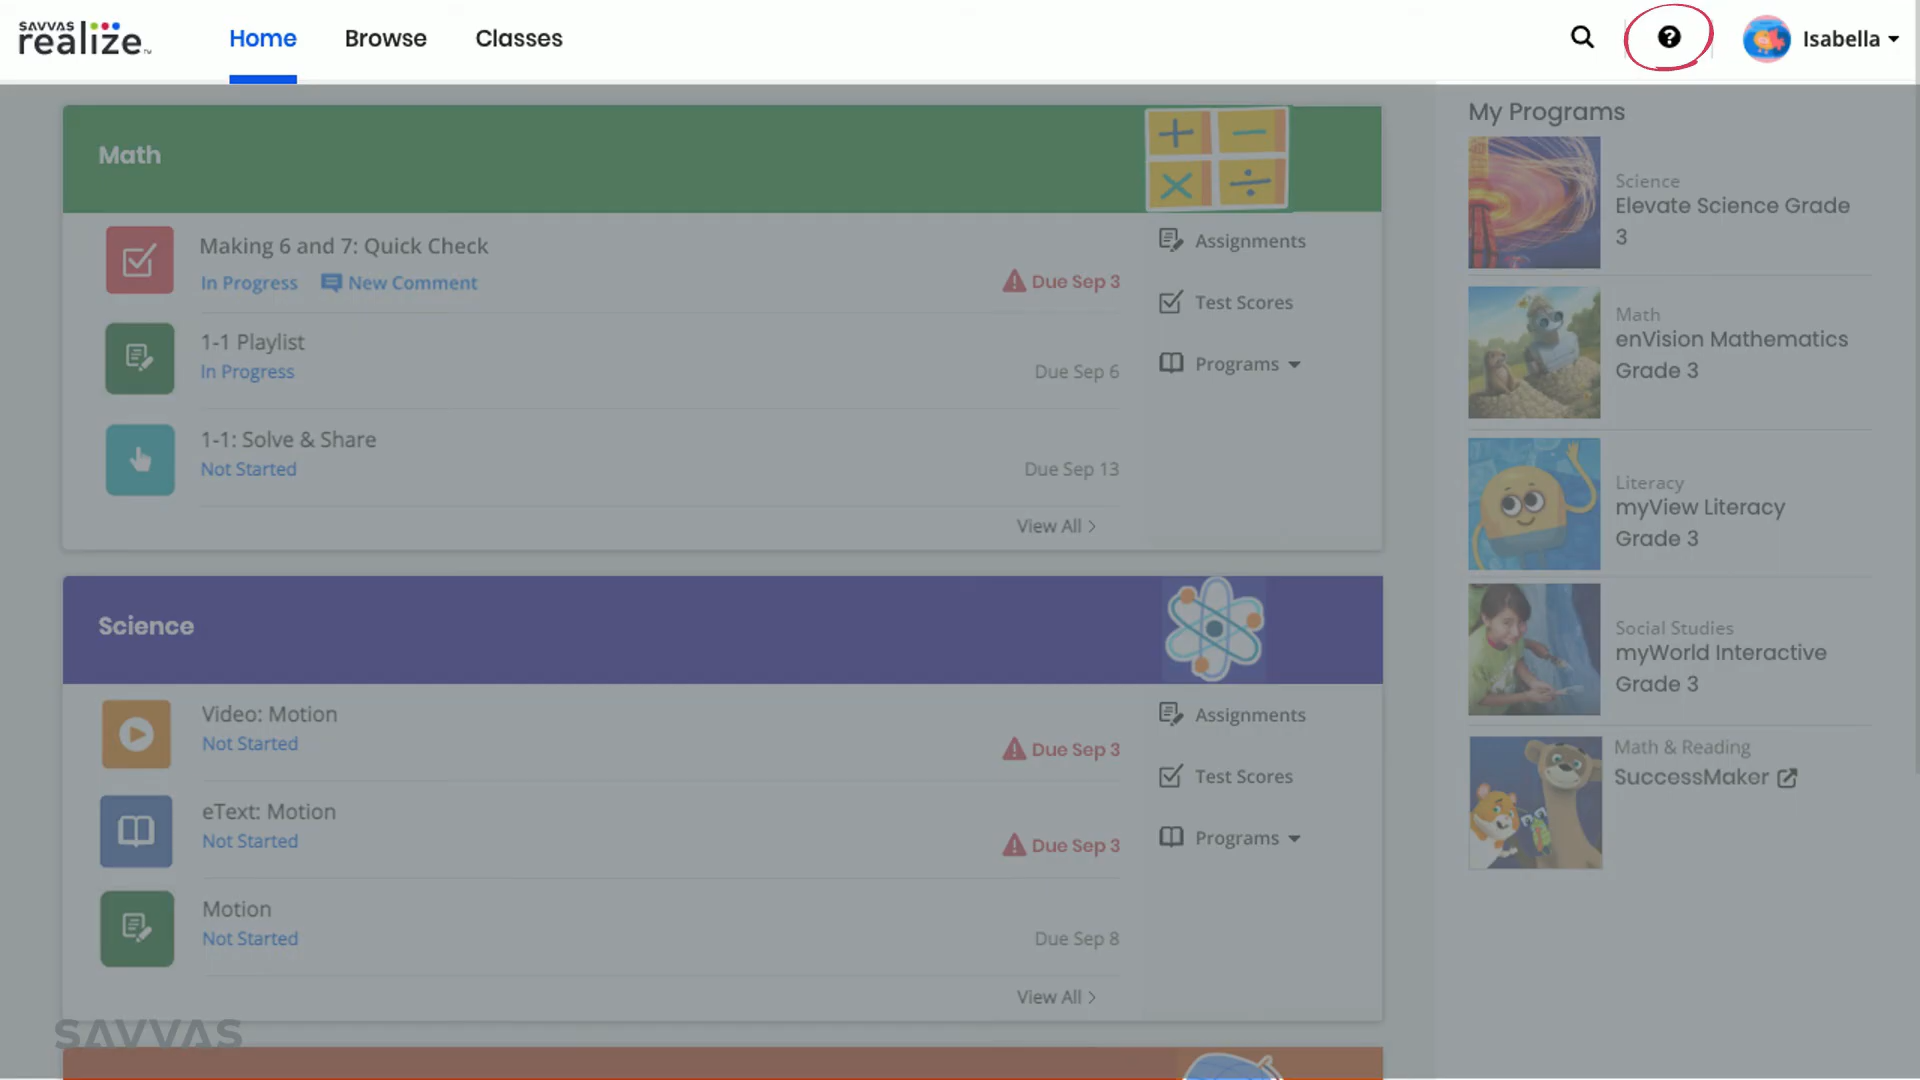 SAVVAS
realize™
Home
Browse
Classes
Isabella
Math
Making 6 and 7: Quick Check
In Progress
New Comment
Due Sep 3
1-1 Playlist
In Progress
Due Sep 6
1-1: Solve & Share
Not Started
Due Sep 13
View All
Assignments
Test Scores
Programs
Science
Video: Motion
Not Started
Due Sep 3
eText: Motion
Not Started
Due Sep 3
Motion
Not Started
Due Sep 8
View All
Assignments
Test Scores
Programs
My Programs
Science
Elevate Science Grade
3
Math
enVision Mathematics
Grade 3
Literacy
myView Literacy
Grade 3
Social Studies
myWorld Interactive
Grade 3
Math & Reading
SuccessMaker
SAVVAS